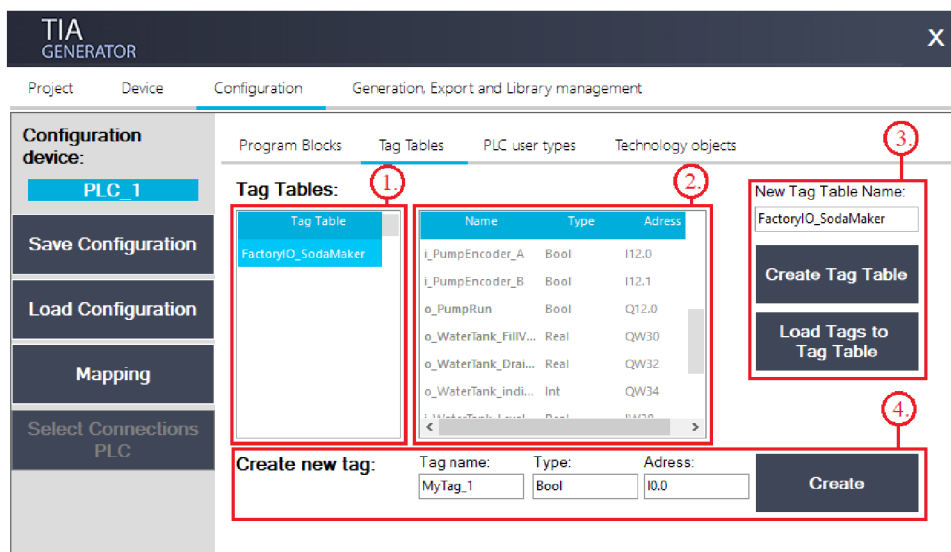 TIA
GENERATOR
X
Project Device Configuration Generation, Export and Library management
Configuration
device:
PLC_1
Save Configuration
Load Configuration
Mapping
Select Connections
PLC
Program Blocks Tag Tables PLC user types Technology objects
Tag Tables:
1.
Tag Table
FactoryIO_SodaMaker
2.
Name Type Adress
i_PumpEncoder_A Bool I12.0
i_PumpEncoder_B Bool I12.1
o_PumpRun Bool Q12.0
o_WaterTank_FillV... Real QW30
o_WaterTank_Drai... Real QW32
o_WaterTank_indi... Int QW34
3.
New Tag Table Name:
FactoryIO_SodaMaker
Create Tag Table
Load Tags to
Tag Table
4.
Create new tag:
Tag name: Type: Adress:
MyTag_1 Bool I0.0
Create